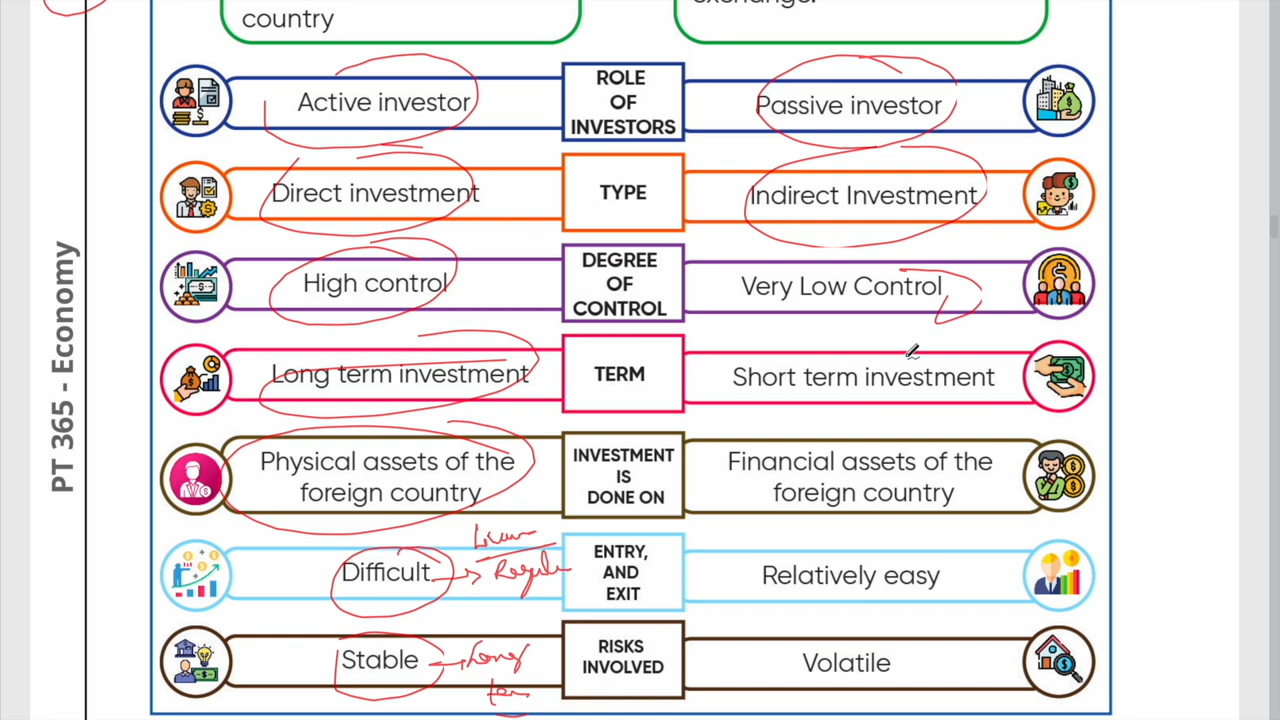 country
exchange.
Active investor
ROLE
OF
INVESTORS
Passive investor
Direct investment
TYPE
Indirect Investment
High control
DEGREE
OF
CONTROL
Very Low Control
Long term investment
TERM
Short term investment
Physical assets of the
foreign country
INVESTMENT
IS
DONE ON
Financial assets of the
foreign country
Difficult
ENTRY,
AND
EXIT
Relatively easy
Stable
Long
RISKS
INVOLVED
Volatile
PT 365 - Economy